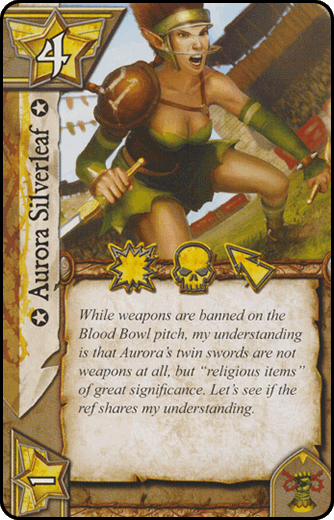 4
Aurora Silverleaf
While weapons are banned on the
Blood Bowl pitch, my understanding
is that Aurora's twin swords are not
weapons at all, but "religious items"
of great significance. Let's see if the
ref shares my understanding.
1